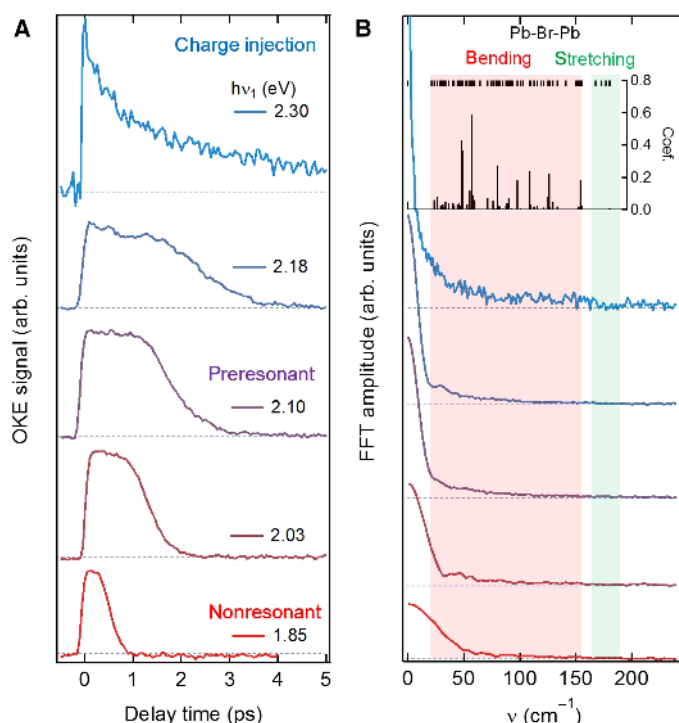 A
Charge injection
hν₁ (eV)
2.30
2.18
Preresonant
2.10
2.03
Nonresonant
1.85
OKE signal (arb. units)
0 1 2 3 4 5
Delay time (ps)
B
Pb-Br-Pb
Bending Stretching
0.8
0.6
0.4
0.2
0.0
Coef.
FFT amplitude (arb. units)
0 50 100 150 200
ν (cm⁻¹)